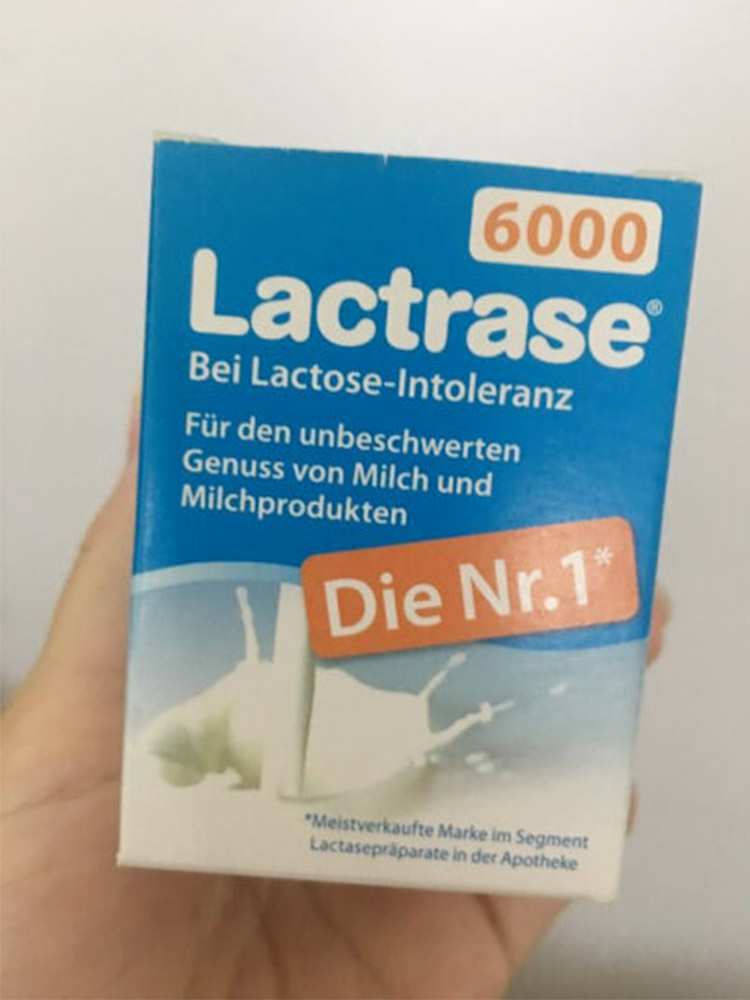 6000
Lactrase®
Bei Lactose-Intoleranz
Für den unbeschwerten
Genuss von Milch und
Milchprodukten
Die Nr.1*
*Meistverkaufte Marke im Segment
Lactasepräparate in der Apotheke